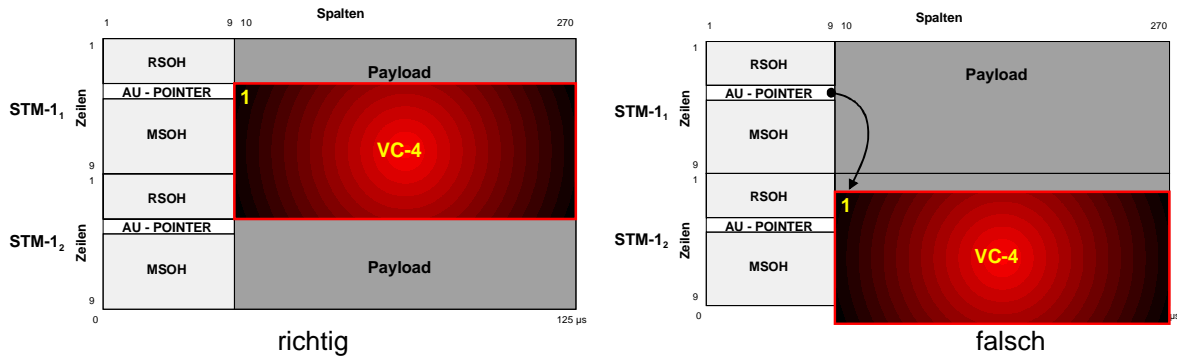 Spalten
1 9 10 270
1
RSOH
Payload
AU - POINTER
1
STM-1₁
Zeilen
MSOH
VC-4
9
1
RSOH
AU - POINTER
STM-1₂
Zeilen
MSOH
Payload
9
0 125 µs
richtig
Spalten
1 9 10 270
1
RSOH
Payload
AU - POINTER
STM-1₁
Zeilen
MSOH
9
1
RSOH
1
AU - POINTER
STM-1₂
Zeilen
MSOH
VC-4
9
0 µs
falsch